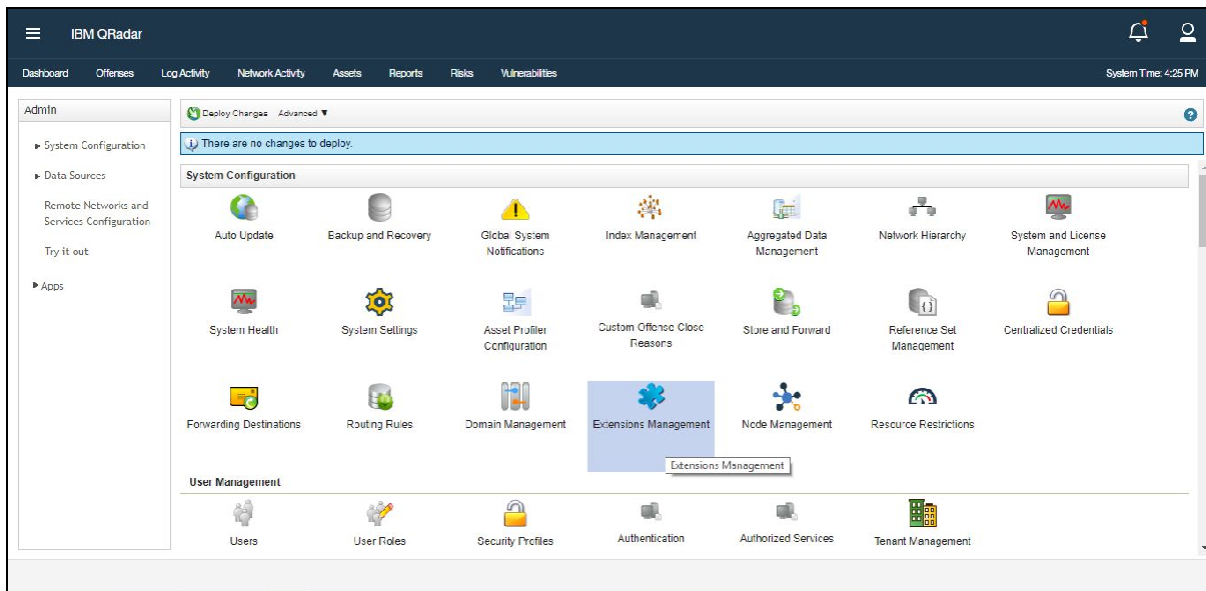 IBM QRadar
Dashboard Offenses Log Activity Network Activity Assets Reports Risks Vulnerabilities System Time: 4:25 PM
Admin
System Configuration
Data Sources
Remote Networks and
Services Configuration
Try it out
Apps
Deploy Changes Advanced ▼
There are no changes to deploy.
System Configuration
Auto Update
Backup and Recovery
Global System
Notifications
Index Management
Aggregated Data
Management
Network Hierarchy
System and License
Management
System Health
System Settings
Asset Profiler
Configuration
Custom Offense Close
Reasons
Store and Forward
Reference Set
Management
Centralized Credentials
Forwarding Destinations
Routing Rules
Domain Management
Extensions Management
Node Management
Resource Restrictions
Extensions Management
User Management
Users
User Roles
Security Profiles
Authentication
Authorized Services
Tenant Management